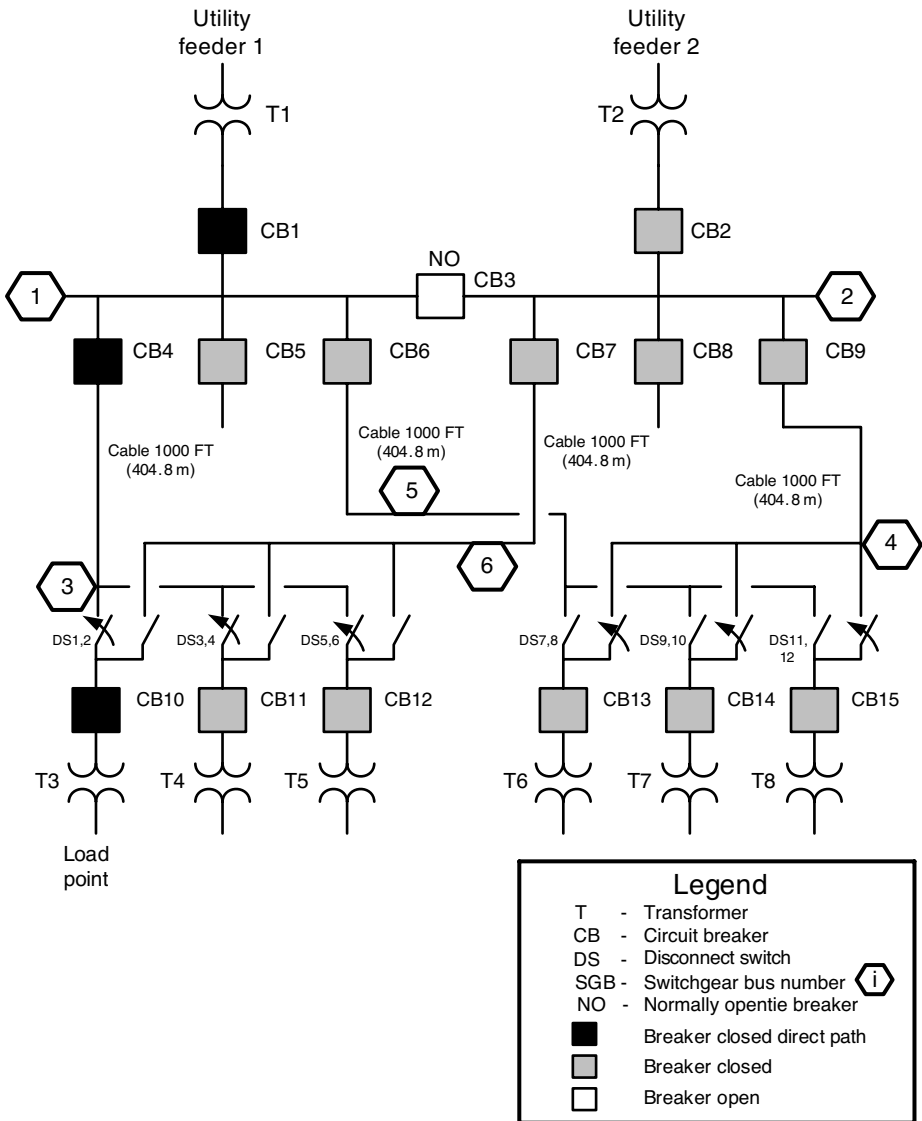 Utility
feeder 1
Utility
feeder 2
T1
T2
CB1
CB2
NO
CB3
1
2
CB4
CB5
CB6
CB7
CB8
CB9
Cable 1000 FT
(404.8 m)
Cable 1000 FT
(404.8 m)
Cable 1000 FT
(404.8 m)
Cable 1000 FT
(404.8 m)
5
6
4
3
DS1,2
DS3,4
DS5,6
DS7,8
DS9,10
DS11,
12
CB10
CB11
CB12
CB13
CB14
CB15
T3
T4
T5
T6
T7
T8
Load
point
Legend
T - Transformer
CB - Circuit breaker
DS - Disconnect switch
SGB - Switchgear bus number i
NO - Normally opentie breaker
Breaker closed direct path
Breaker closed
Breaker open